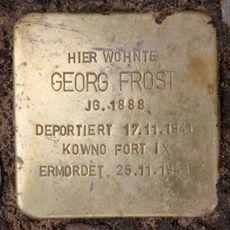 HIER WOHNTE
GEORG FROST
JG. 1888
DEPORTIERT 17.11.1941
KOWNO FORT IX
ERMORDET 25.11.1941